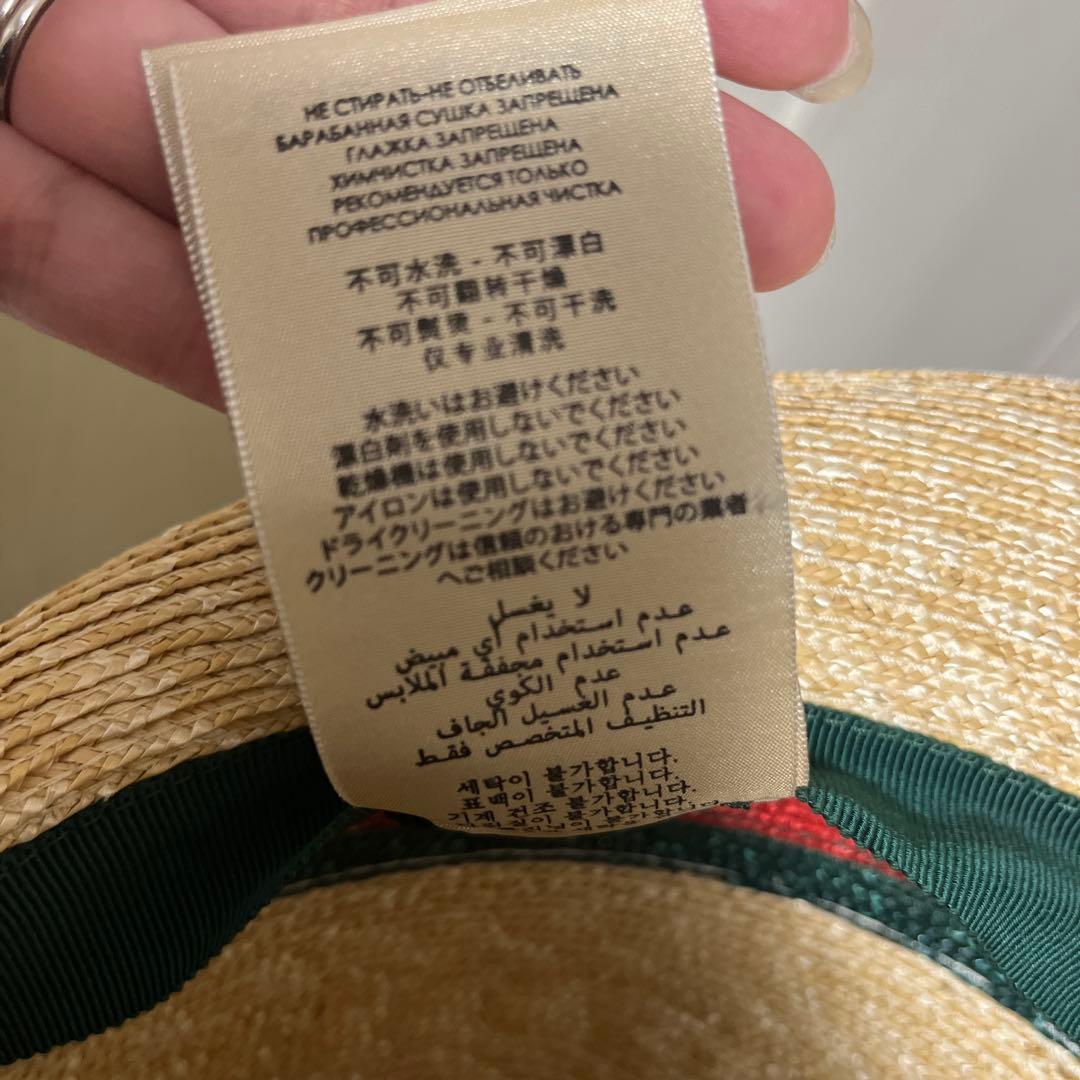 НЕ СТИРАТЬ-НЕ ОТБЕЛИВАТЬ
БАРАБАННАЯ СУШКА ЗАПРЕЩЕНА
ГЛАЖКА ЗАПРЕЩЕНА
ХИМЧИСТКА ЗАПРЕЩЕНА
РЕКОМЕНДУЕТСЯ ТОЛЬКО
ПРОФЕССИОНАЛЬНАЯ ЧИСТКА
不可水洗 - 不可漂白
不可翻转干燥
不可熨烫 - 不可干洗
仅专业清洗
水洗いはお避けください
漂白剤を使用しないでください
乾燥機は使用しないでください
アイロンは使用しないでください
ドライクリーニングはお避けください
クリーニングは信頼のおける専門の業者
へご相談ください
لا يغسل
عدم استخدام أي مبيض
عدم استخدام مجففة الملابس
عدم الكوي
عدم الغسيل الجاف
التنظيف المتخصص فقط
세탁이 불가합니다.
표백이 불가합니다.
기계 건조 불가합니다.